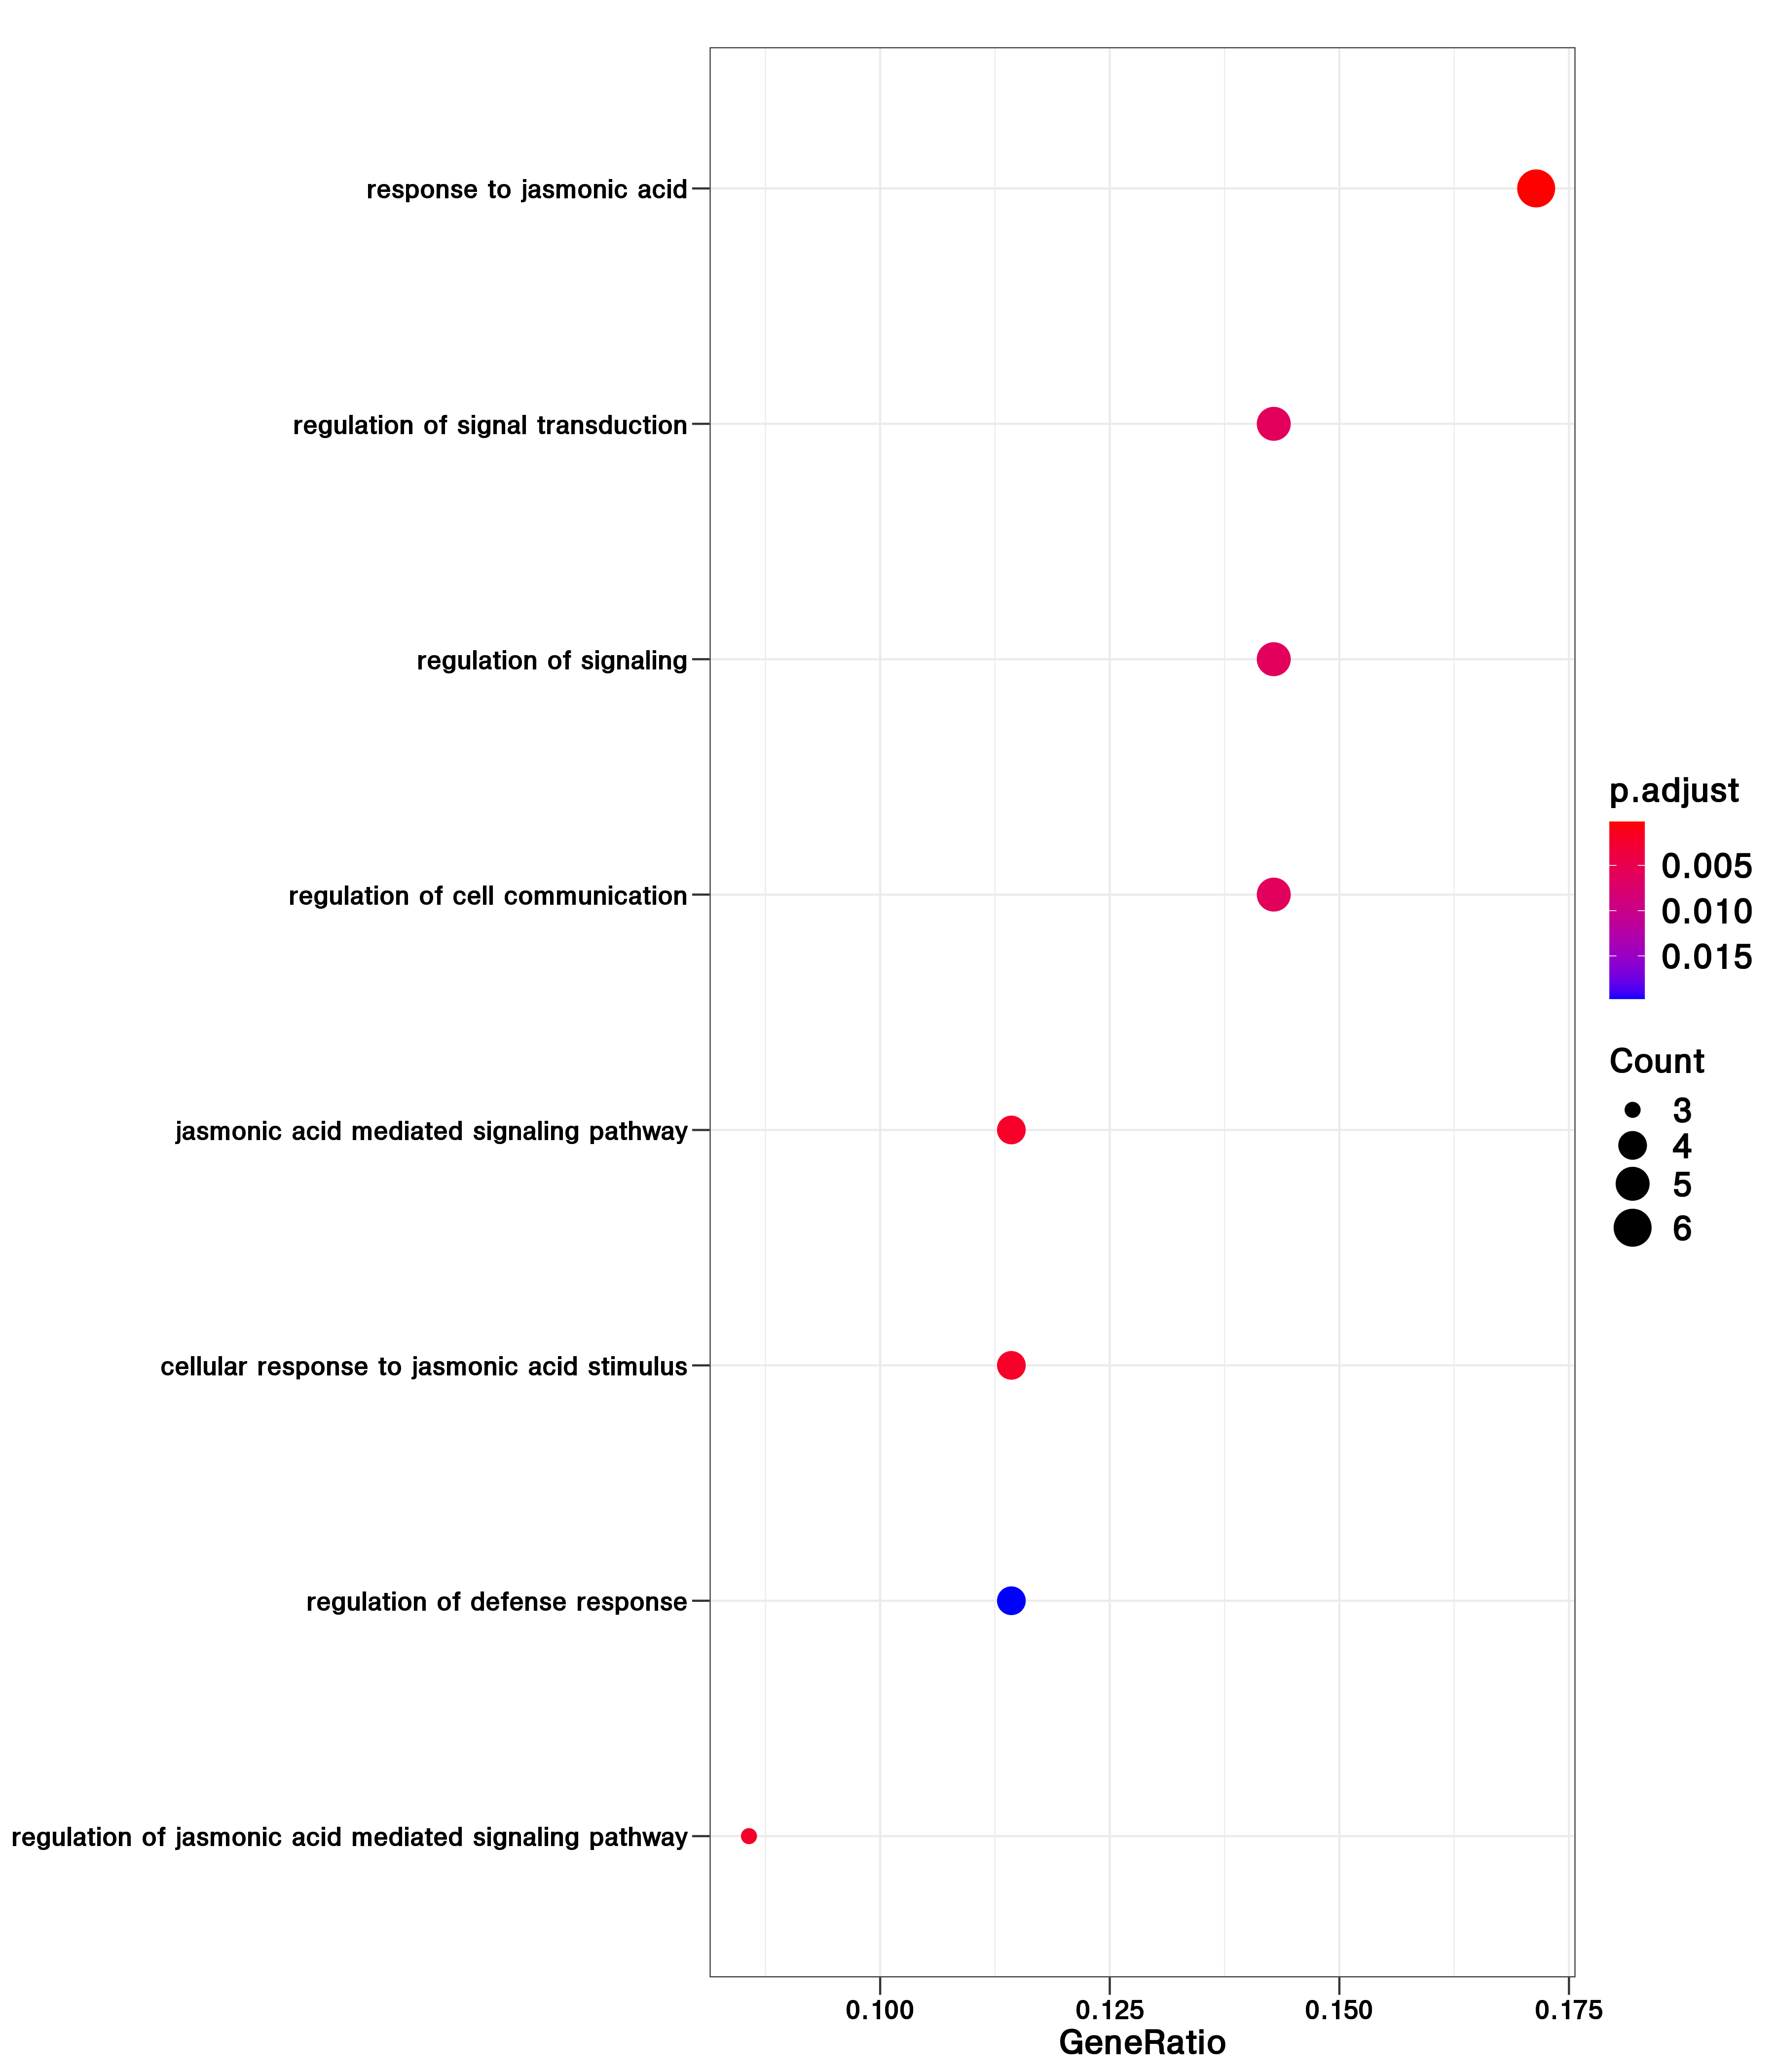 response to jasmonic acid
regulation of signal transduction
regulation of signaling
regulation of cell communication
jasmonic acid mediated signaling pathway
cellular response to jasmonic acid stimulus
regulation of defense response
regulation of jasmonic acid mediated signaling pathway
0.100 0.125 0.150 0.175
GeneRatio
p.adjust
0.005
0.010
0.015
Count
3
4
5
6